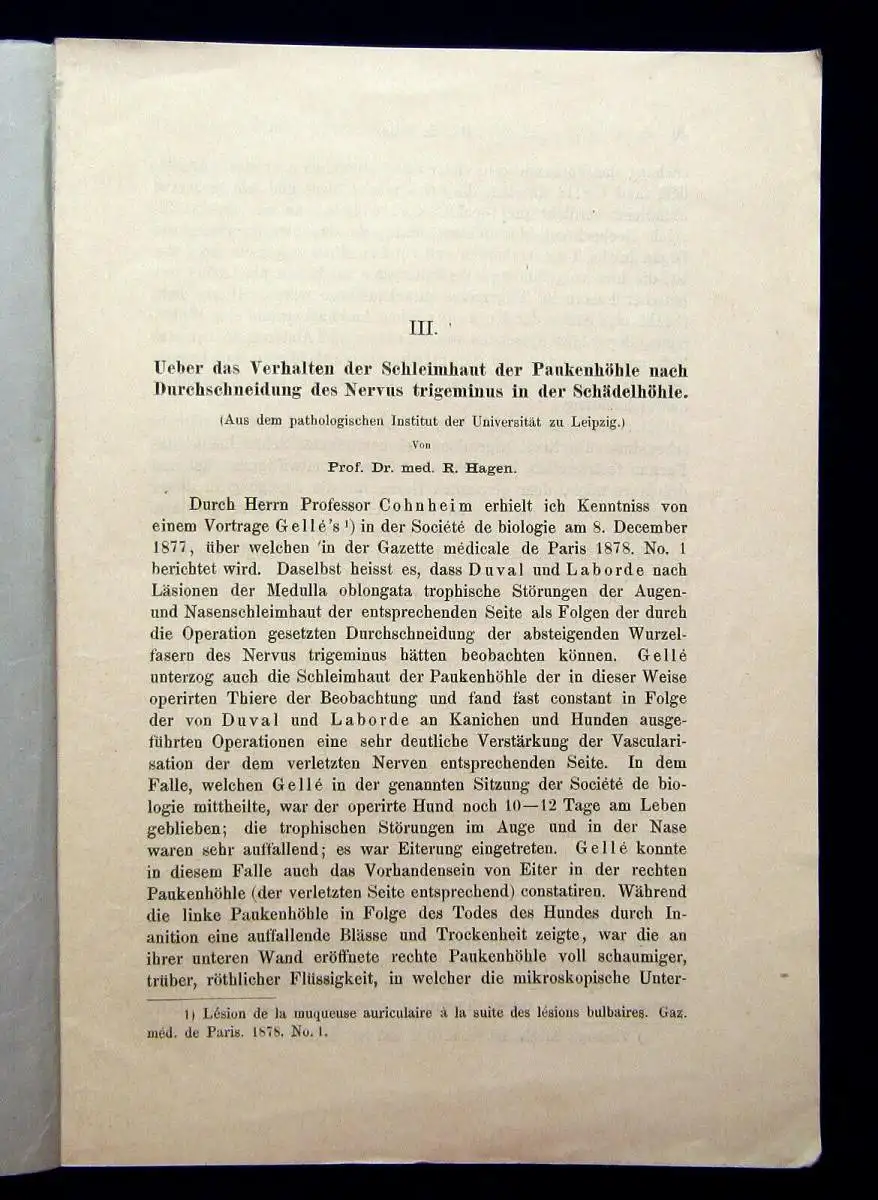 III.
Ueber das Verhalten der Schleimhaut der Paukenhöhle nach
Durchschneidung des Nervus trigeminus in der Schädelhöhle.
(Aus dem pathologischen Institut der Universität zu Leipzig.)
Von
Prof. Dr. med. R. Hagen.
Durch Herrn Professor Cohnheim erhielt ich Kenntniss von
einem Vortrage Gellé's 1) in der Société de biologie am 8. December
1877, über welchen in der Gazette médicale de Paris 1878. No. 1
berichtet wird. Daselbst heisst es, dass Duval und Laborde nach
Läsionen der Medulla oblongata trophische Störungen der Augen-
und Nasenschleimhaut der entsprechenden Seite als Folgen der durch
die Operation gesetzten Durchschneidung der absteigenden Wurzel-
fasern des Nervus trigeminus hätten beobachten können. Gellé
unterzog auch die Schleimhaut der Paukenhöhle der in dieser Weise
operirten Thiere der Beobachtung und fand fast constant in Folge
der von Duval und Laborde an Kanichen und Hunden ausge-
führten Operationen eine sehr deutliche Verstärkung der Vasculari-
sation der dem verletzten Nerven entsprechenden Seite. In dem
Falle, welchen Gellé in der genannten Sitzung der Société de bio-
logie mittheilte, war der operirte Hund noch 10—12 Tage am Leben
geblieben; die trophischen Störungen im Auge und in der Nase
waren sehr auffallend; es war Eiterung eingetreten. Gellé konnte
in diesem Falle auch das Vorhandensein von Eiter in der rechten
Paukenhöhle (der verletzten Seite entsprechend) constatiren. Während
die linke Paukenhöhle in Folge des Todes des Hundes durch In-
anition eine auffallende Blässe und Trockenheit zeigte, war die an
ihrer unteren Wand eröffnete rechte Paukenhöhle voll schaumiger,
trüber, röthlicher Flüssigkeit, in welcher die mikroskopische Unter-
1) Lésion de la muqueuse auriculaire à la suite des lésions bulbaires. Gaz.
méd. de Paris. 1878. No. 1.